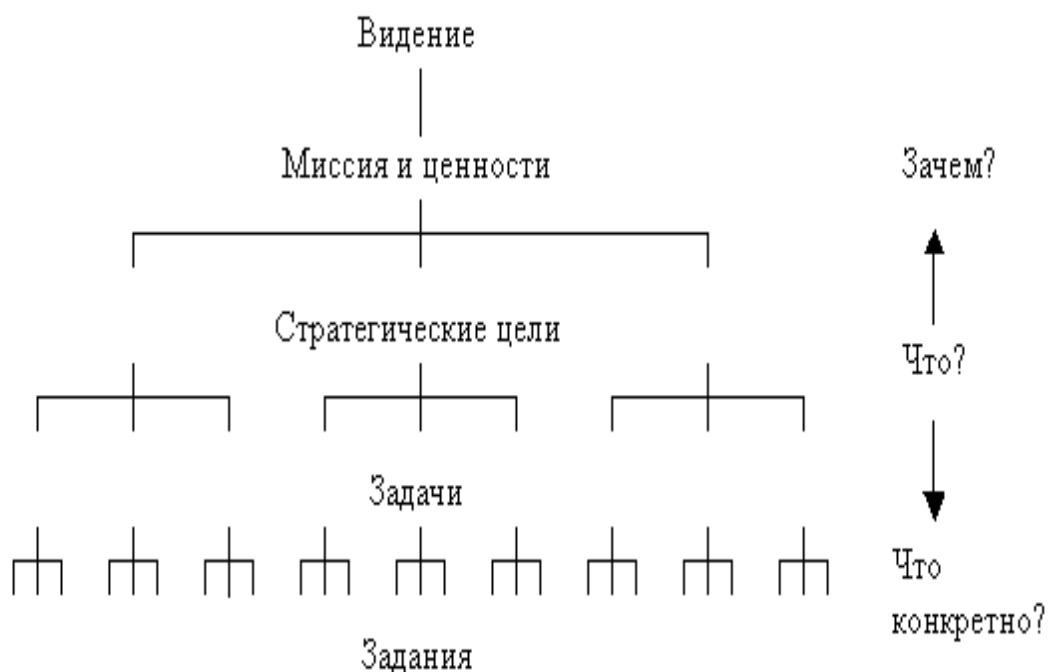 Видение
Миссия и ценности
Зачем?
Стратегические цели
Что?
Задачи
Что
конкретно?
Задания